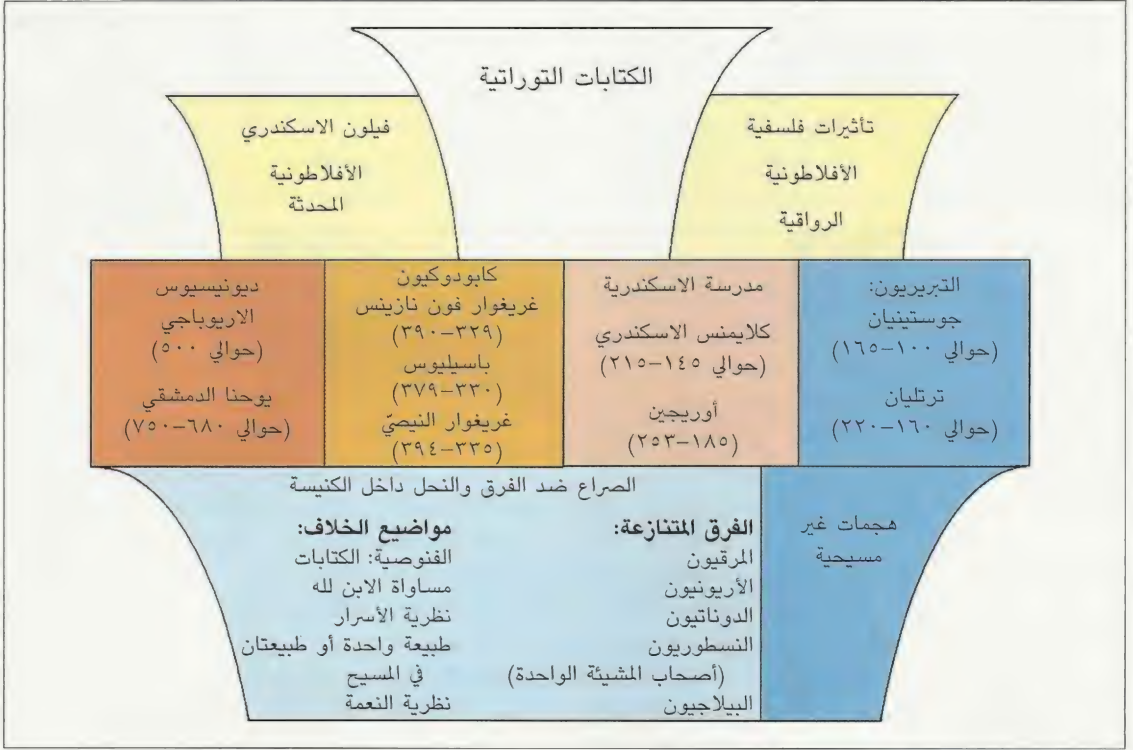 الكتابات التوراتية
تأثيرات فلسفية
الأفلاطونية
الرواقية
فيلون الاسكندري
الأفلاطونية
المحدثة
التبريريون:
جوستينيان
(حوالي ١٠٠–١٦٥)
ترتليان
(حوالي ١٦٠–٢٢٠)
مدرسة الاسكندرية
كلايمنس الاسكندري
(حوالي ١٤٥–٢١٥)
أوريجين
(١٨٥–٢٥٣)
كابودوكيون
غريغوار فون نازينس
(٣٢٩–٣٩٠)
باسيليوس
(٣٣٠–٣٧٩)
غريغوار النيصيّ
(٣٣٥–٣٩٤)
ديونيسيوس
الاريوباجي
(حوالي ٥٠٠)
يوحنا الدمشقي
(حوالي ٦٨٠–٧٥٠)
هجمات غير
مسيحية
الصراع ضد الفرق والنحل داخل الكنيسة
الفرق المتنازعة:
المرقيون
الأريونيون
الدوناتيون
النسطوريون
(أصحاب المشيئة الواحدة)
البيلاجيون
مواضيع الخلاف:
الفنوصية: الكتابات
مساواة الابن لله
نظرية الأسرار
طبيعة واحدة أو طبيعتان
في المسيح
نظرية النعمة